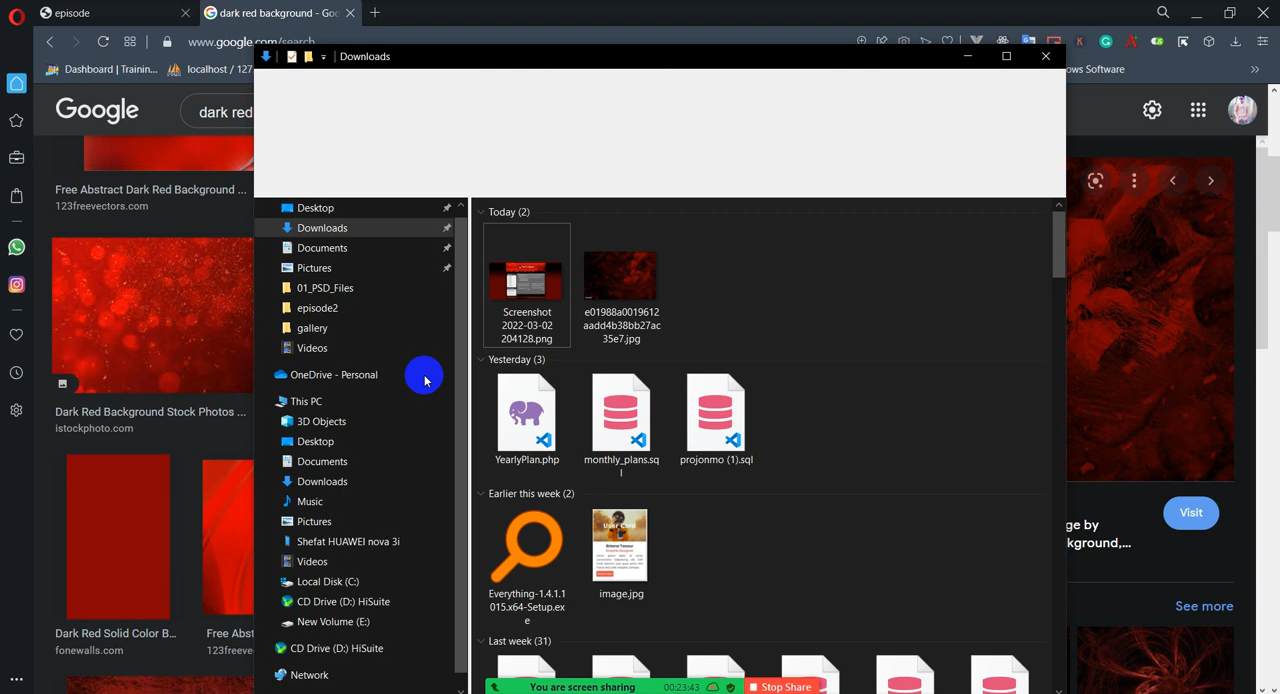 episode
dark red background - Goo
www.google.com/search
Downloads
Dashboard | Trainin...
localhost / 127
ows Software
Google
dark red
Free Abstract Dark Red Background ...
123freevectors.com
Dark Red Background Stock Photos ...
istockphoto.com
Dark Red Solid Color B...
fonewalls.com
Free Abst
123freeve
Desktop
Downloads
Documents
Pictures
01_PSD_Files
episode2
gallery
Videos
OneDrive - Personal
This PC
3D Objects
Desktop
Documents
Downloads
Music
Pictures
Shefat HUAWEI nova 3i
Videos
Local Disk (C:)
CD Drive (D:) HiSuite
New Volume (E:)
CD Drive (D:) HiSuite
Network
Today (2)
Screenshot
2022-03-02
204128.png
e01988a0019612
aadd4b38bb27ac
35e7.jpg
Yesterday (3)
YearlyPlan.php
monthly_plans.sq
l
projonmo (1).sql
Earlier this week (2)
Everything-1.4.1.1
015.x64-Setup.ex
e
User Card
image.jpg
Last week (31)
You are screen sharing
00:23:43
Stop Share
ge by
kground,...
Visit
See more